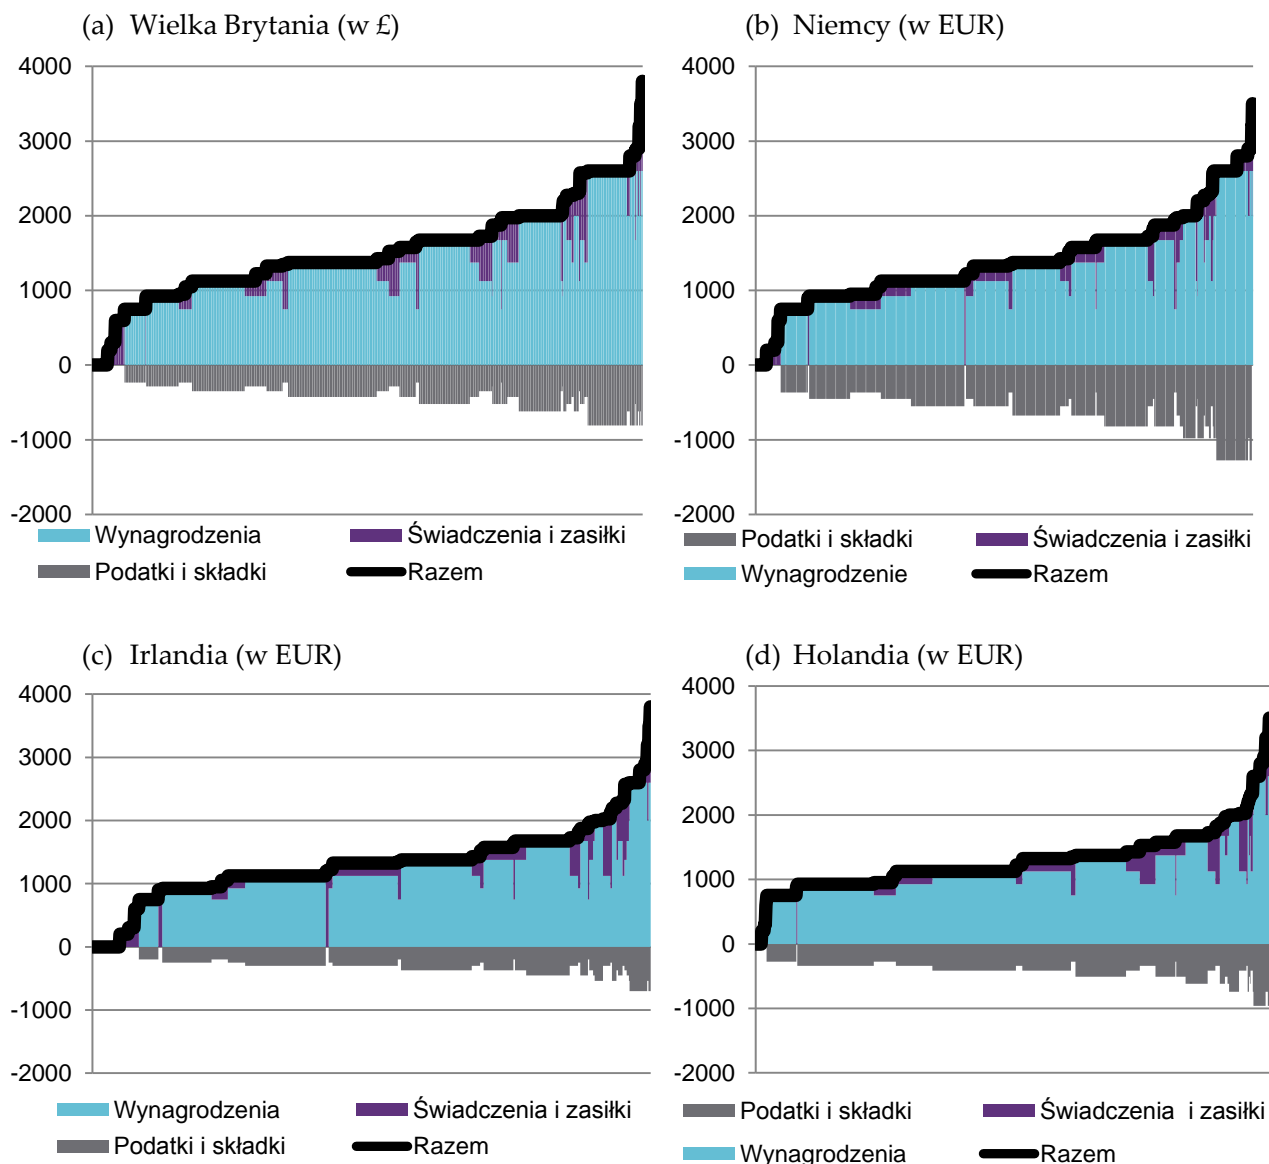 (a) Wielka Brytania (w £)
4000
3000
2000
1000
0
-1000
-2000
Wynagrodzenia
Świadczenia i zasiłki
Podatki i składki
Razem
(b) Niemcy (w EUR)
4000
3000
2000
1000
0
-1000
-2000
Podatki i składki
Świadczenia i zasiłki
Wynagrodzenie
Razem
(c) Irlandia (w EUR)
4000
3000
2000
1000
0
-1000
-2000
Wynagrodzenia
Świadczenia i zasiłki
Podatki i składki
Razem
(d) Holandia (w EUR)
4000
3000
2000
1000
0
-1000
-2000
Podatki i składki
Świadczenia i zasiłki
Wynagrodzenia
Razem